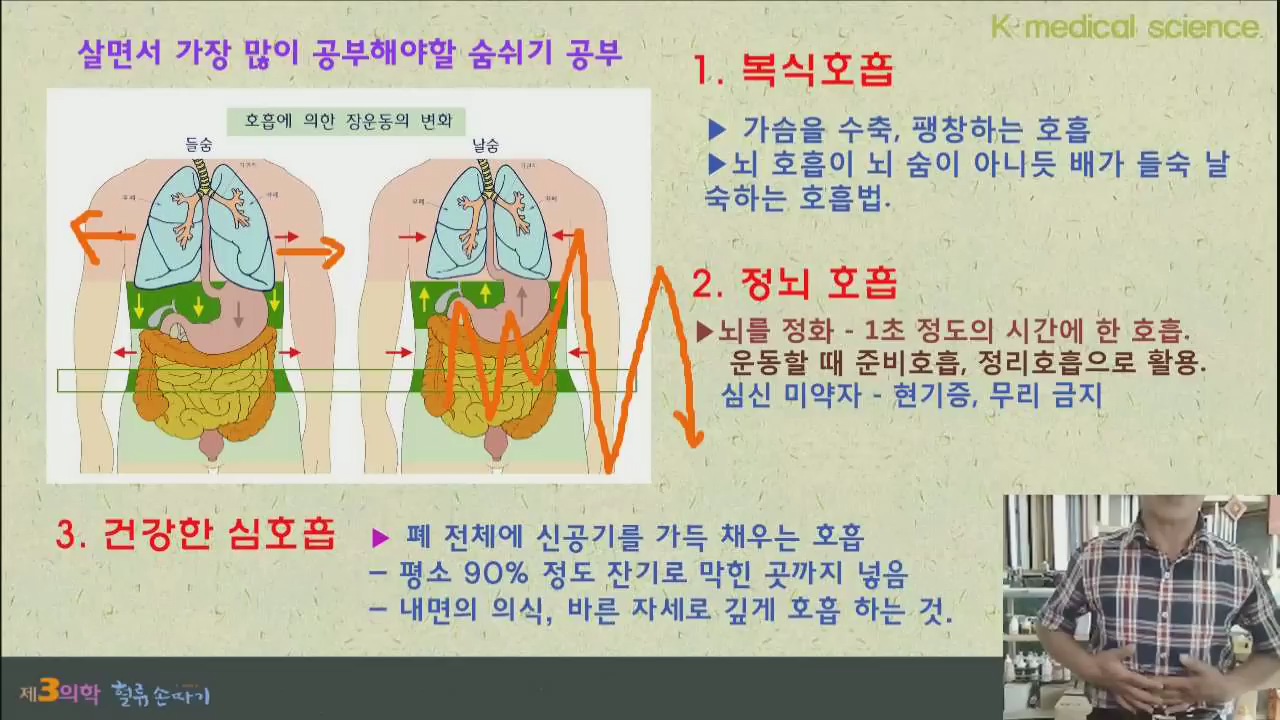 K medical science
살면서 가장 많이 공부해야할 숨쉬기 공부
호흡에 의한 장운동의 변화
들숨
날숨
1. 복식호흡
▶ 가슴을 수축, 팽창하는 호흡
▶뇌 호흡이 뇌 숨이 아니듯 배가 들숙 날
숙하는 호흡법.
2. 정뇌 호흡
▶뇌를 정화 - 1초 정도의 시간에 한 호흡.
운동할 때 준비호흡, 정리호흡으로 활용.
심신 미약자 - 현기증, 무리 금지
3. 건강한 심호흡
▶ 폐 전체에 신공기를 가득 채우는 호흡
- 평소 90% 정도 잔기로 막힌 곳까지 넣음
- 내면의 의식, 바른 자세로 깊게 호흡 하는 것.
제3의학 혈류 손따기